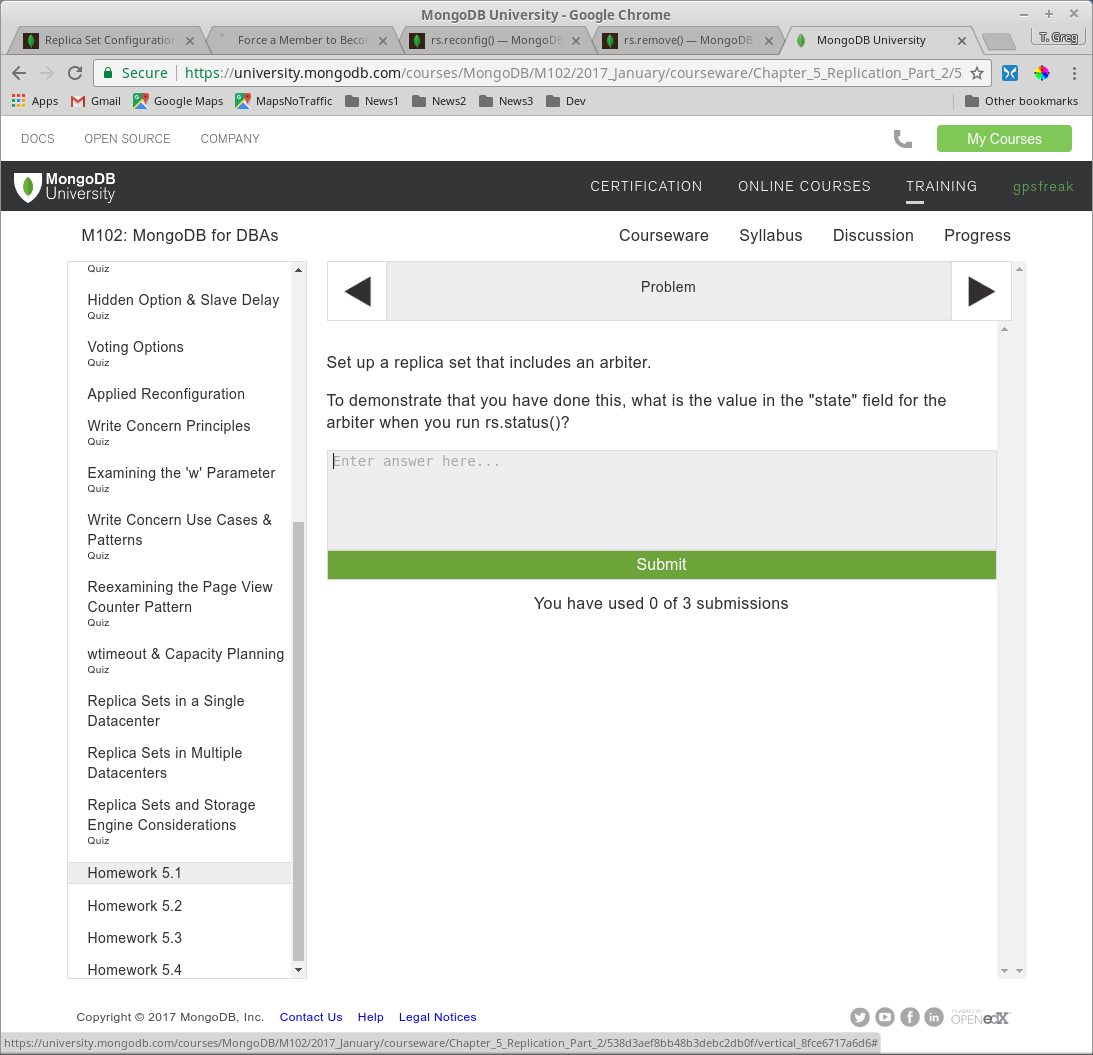 MongoDB University - Google Chrome
Replica Set Configuration
Force a Member to Becom
rs.reconfig() — MongoDB
rs.remove() — MongoDB
MongoDB University
T. Greg
Secure
https://university.mongodb.com/courses/MongoDB/M102/2017_January/courseware/Chapter_5_Replication_Part_2/5
Apps
Gmail
Google Maps
MapsNoTraffic
News1
News2
News3
Dev
Other bookmarks
DOCS
OPEN SOURCE
COMPANY
My Courses
MongoDB
University
CERTIFICATION
ONLINE COURSES
TRAINING
gpsfreak
M102: MongoDB for DBAs
Courseware
Syllabus
Discussion
Progress
Quiz
Hidden Option & Slave Delay
Quiz
Voting Options
Quiz
Applied Reconfiguration
Write Concern Principles
Quiz
Examining the 'w' Parameter
Quiz
Write Concern Use Cases &
Patterns
Quiz
Reexamining the Page View
Counter Pattern
Quiz
wtimeout & Capacity Planning
Quiz
Replica Sets in a Single
Datacenter
Replica Sets in Multiple
Datacenters
Replica Sets and Storage
Engine Considerations
Quiz
Homework 5.1
Homework 5.2
Homework 5.3
Homework 5.4
Problem
Set up a replica set that includes an arbiter.
To demonstrate that you have done this, what is the value in the "state" field for the
arbiter when you run rs.status()?
Enter answer here...
Submit
You have used 0 of 3 submissions
Copyright © 2017 MongoDB, Inc.
Contact Us
Help
Legal Notices
POWERED BY
OPEN edX
https://university.mongodb.com/courses/MongoDB/M102/2017_January/courseware/Chapter_5_Replication_Part_2/538d3aef8bb48b3debc2db0f/vertical_8fce6717a6d6#